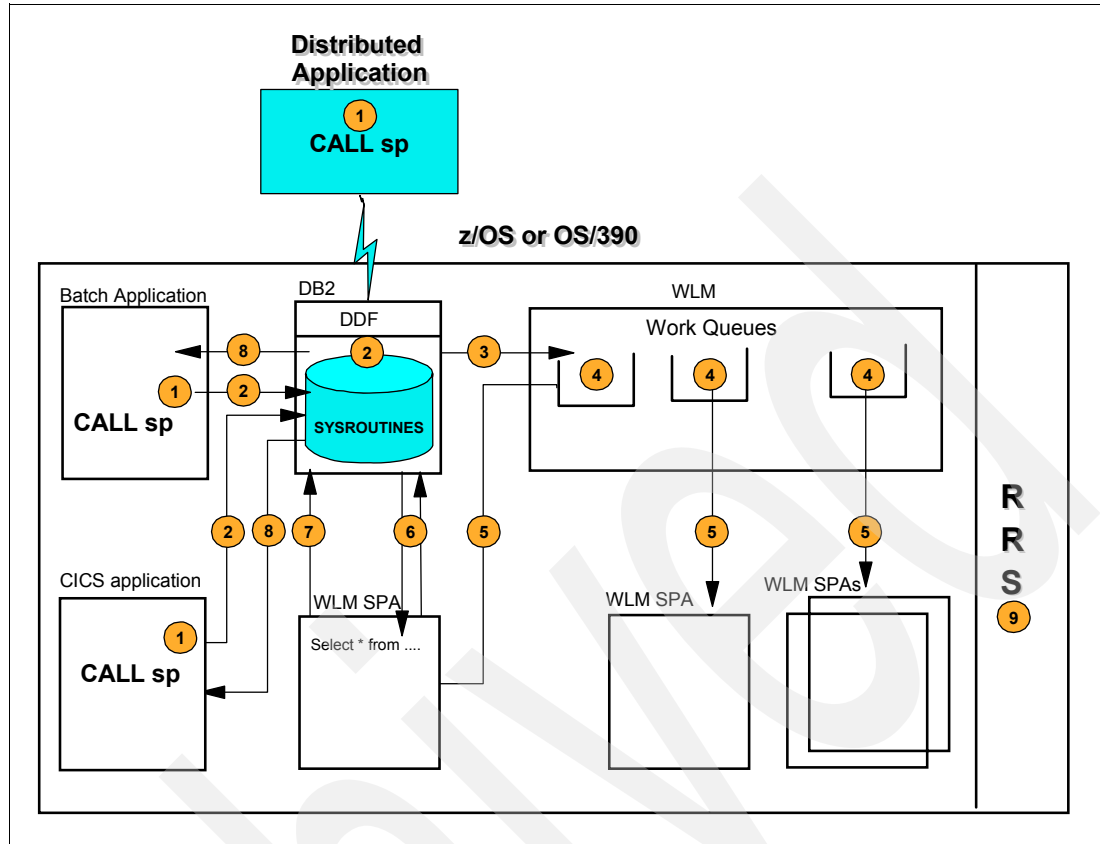 Distributed
Application
1
CALL sp
z/OS or OS/390
Batch Application
DB2
WLM
DDF
Work Queues
8
2
3
4
4
4
1
2
CALL sp
SYSROUTINES
R
R
S
9
2
8
7
6
5
5
5
CICS application
WLM SPA
WLM SPA
WLM SPAs
1
Select * from ....
CALL sp
8